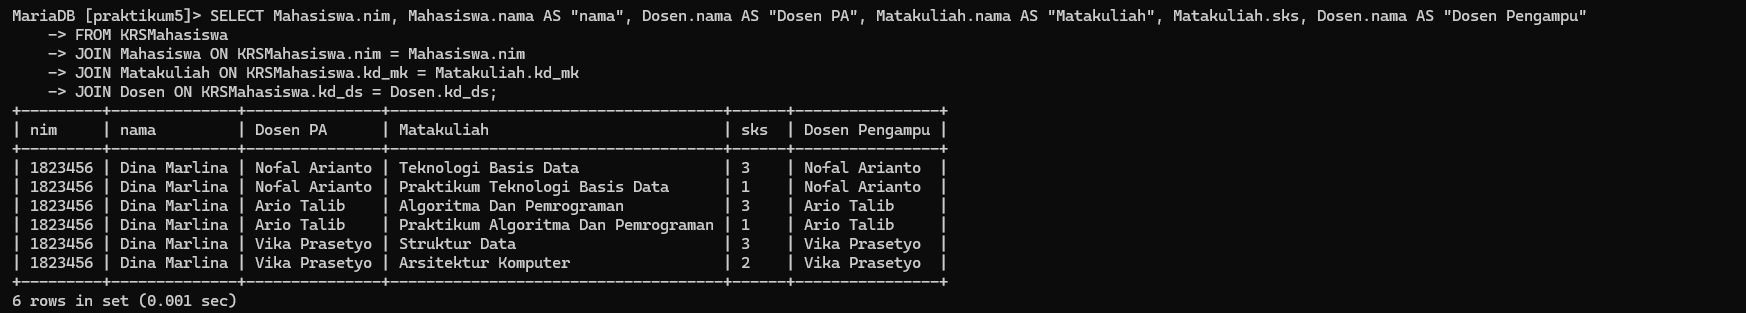 MariaDB [praktikum5]> SELECT Mahasiswa.nim, Mahasiswa.nama AS "nama", Dosen.nama AS "Dosen PA", Matakuliah.nama AS "Matakuliah", Matakuliah.sks, Dosen.nama AS "Dosen Pengampu"
    -> FROM KRSMahasiswa
    -> JOIN Mahasiswa ON KRSMahasiswa.nim = Mahasiswa.nim
    -> JOIN Matakuliah ON KRSMahasiswa.kd_mk = Matakuliah.kd_mk
    -> JOIN Dosen ON KRSMahasiswa.kd_ds = Dosen.kd_ds;
+---------+--------------+---------------+-------------------------------------+------+----------------+
| nim     | nama         | Dosen PA      | Matakuliah                          | sks  | Dosen Pengampu |
+---------+--------------+---------------+-------------------------------------+------+----------------+
| 1823456 | Dina Marlina | Nofal Arianto | Teknologi Basis Data                | 3    | Nofal Arianto  |
| 1823456 | Dina Marlina | Nofal Arianto | Praktikum Teknologi Basis Data      | 1    | Nofal Arianto  |
| 1823456 | Dina Marlina | Ario Talib    | Algoritma Dan Pemrograman           | 3    | Ario Talib     |
| 1823456 | Dina Marlina | Ario Talib    | Praktikum Algoritma Dan Pemrograman | 1    | Ario Talib     |
| 1823456 | Dina Marlina | Vika Prasetyo | Struktur Data                       | 3    | Vika Prasetyo  |
| 1823456 | Dina Marlina | Vika Prasetyo | Arsitektur Komputer                 | 2    | Vika Prasetyo  |
+---------+--------------+---------------+-------------------------------------+------+----------------+
6 rows in set (0.001 sec)